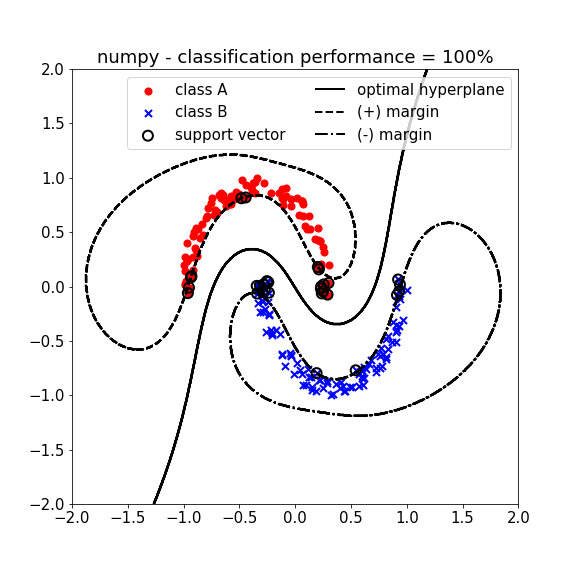 numpy - classification performance = 100%
class A
class B
support vector
optimal hyperplane
(+) margin
(-) margin
2.0
1.5
1.0
0.5
0.0
−0.5
−1.0
−1.5
−2.0
−2.0 −1.5 −1.0 −0.5 0.0 0.5 1.0 1.5 2.0